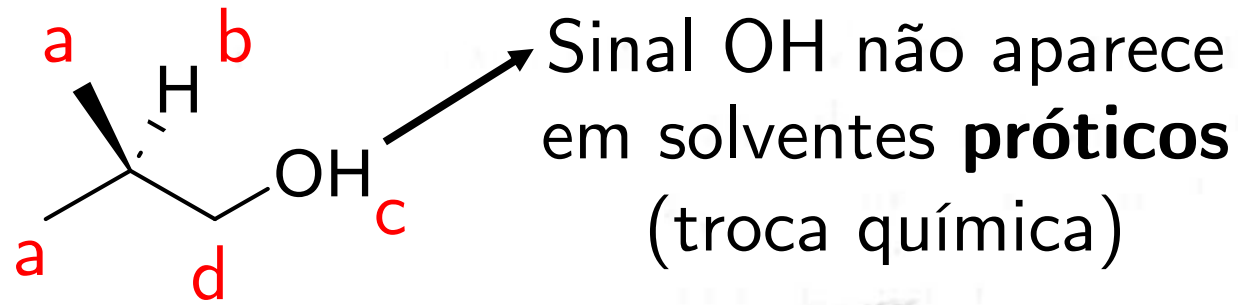 a b
H
OH
c
a
d
Sinal OH não aparece
em solventes próticos
(troca química)